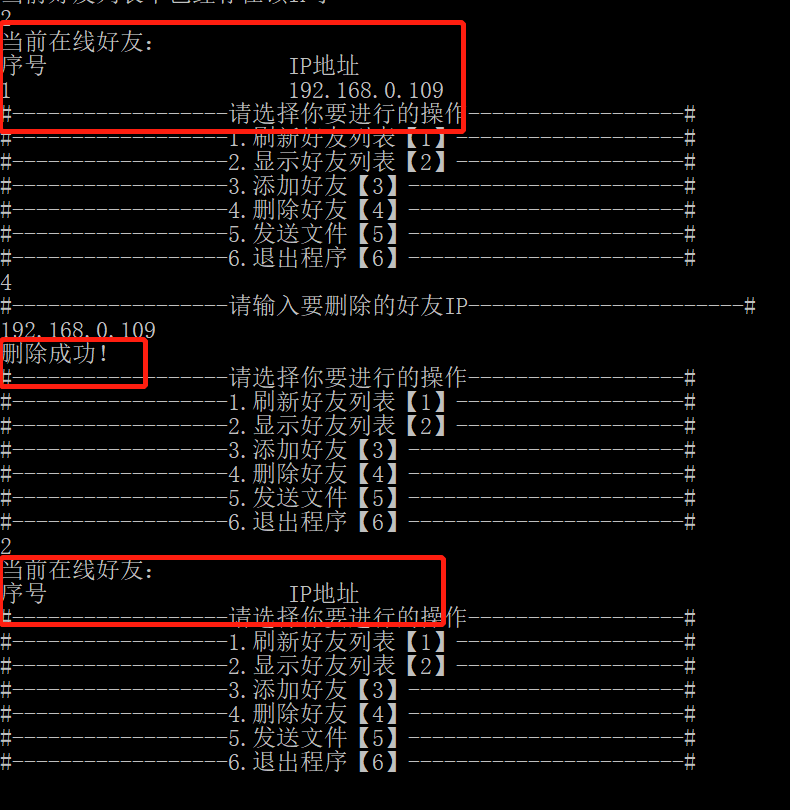 2
当前在线好友：
序号 IP地址
1 192.168.0.109
#------------------请选择你要进行的操作------------------#
#------------------1.刷新好友列表【1】-------------------#
#------------------2.显示好友列表【2】-------------------#
#------------------3.添加好友【3】-----------------------#
#------------------4.删除好友【4】-----------------------#
#------------------5.发送文件【5】-----------------------#
#------------------6.退出程序【6】-----------------------#
4
#------------------请输入要删除的好友IP-----------------------#
192.168.0.109
删除成功！
#------------------请选择你要进行的操作------------------#
#------------------1.刷新好友列表【1】-------------------#
#------------------2.显示好友列表【2】-------------------#
#------------------3.添加好友【3】-----------------------#
#------------------4.删除好友【4】-----------------------#
#------------------5.发送文件【5】-----------------------#
#------------------6.退出程序【6】-----------------------#
2
当前在线好友：
序号 IP地址
#------------------请选择你要进行的操作------------------#
#------------------1.刷新好友列表【1】-------------------#
#------------------2.显示好友列表【2】-------------------#
#------------------3.添加好友【3】-----------------------#
#------------------4.删除好友【4】-----------------------#
#------------------5.发送文件【5】-----------------------#
#------------------6.退出程序【6】-----------------------#